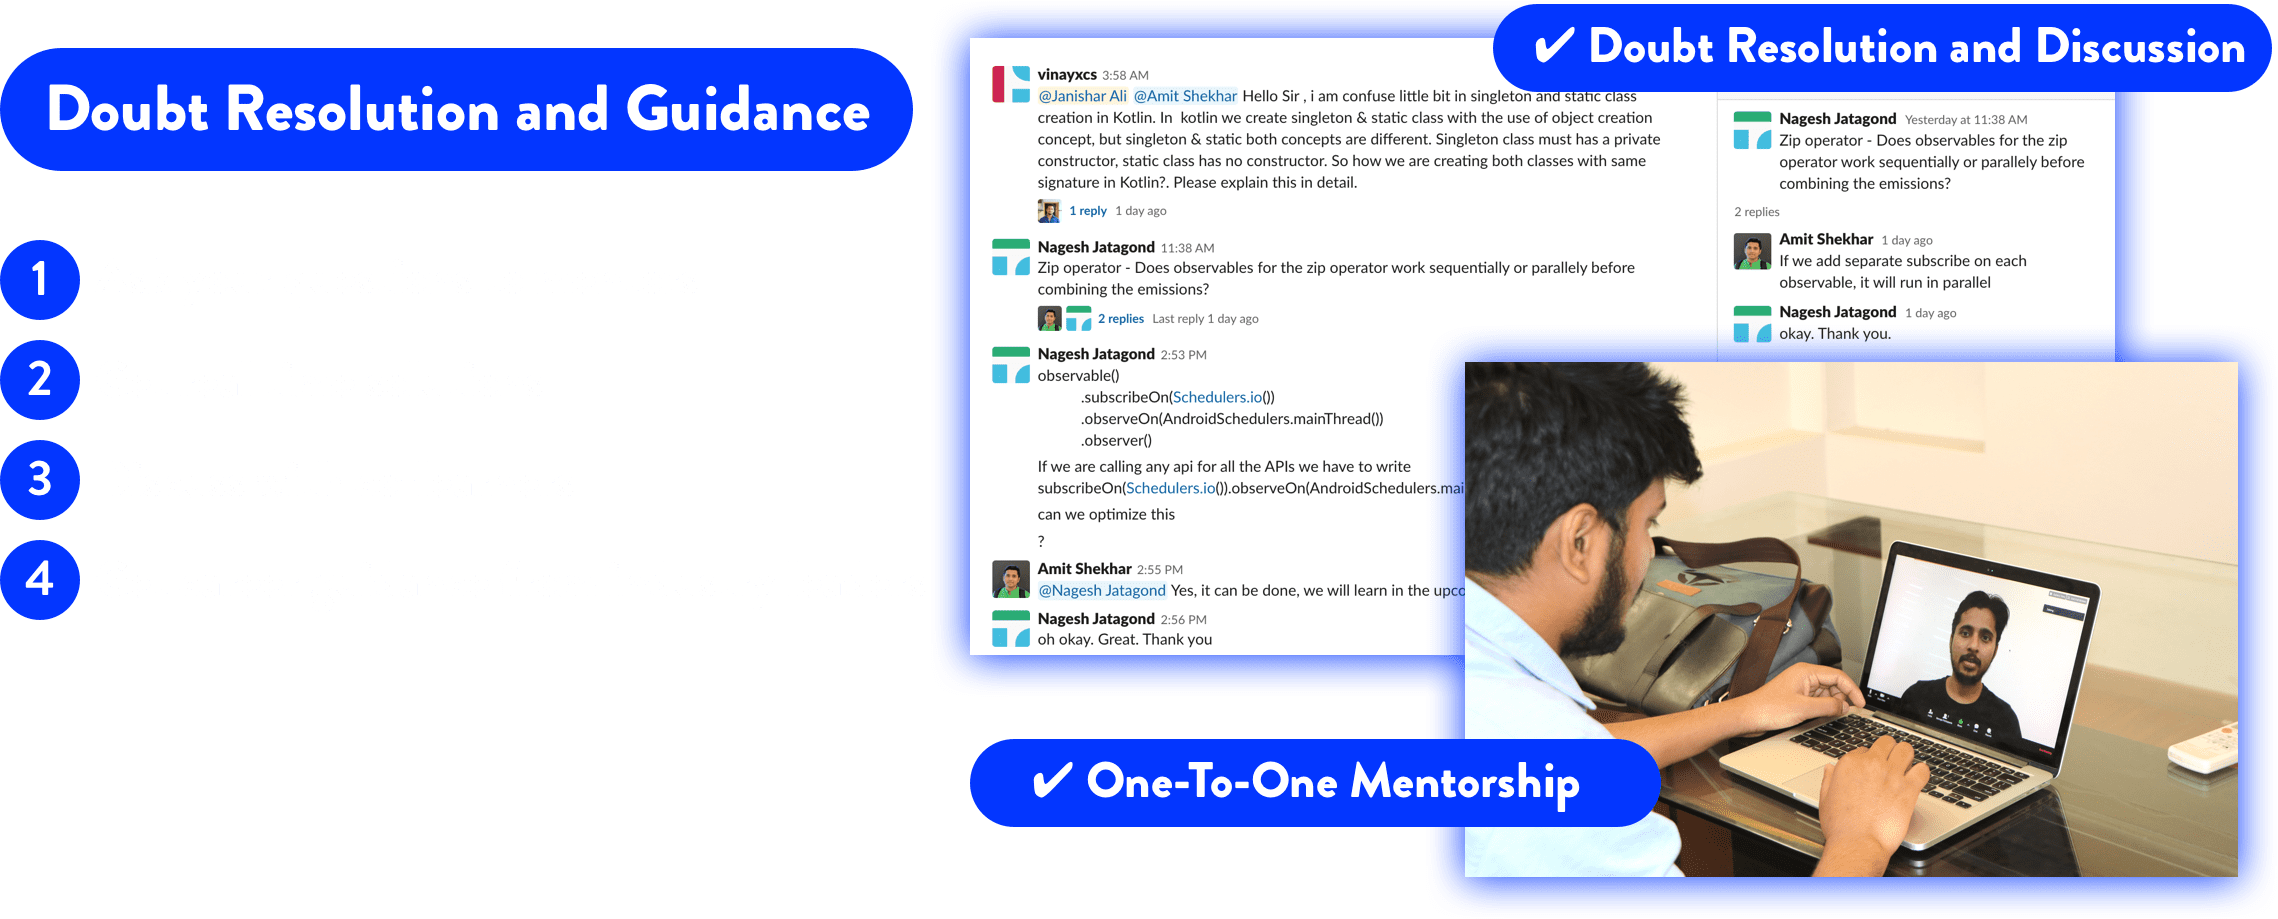 Doubt Resolution and Guidance
1
2
3
4
✔ Doubt Resolution and Discussion
vinayxcs 3:58 AM
@Janishar Ali @Amit Shekhar Hello Sir , i am confuse little bit in singleton and static class
creation in Kotlin. In kotlin we create singleton & static class with the use of object creation
concept, but singleton & static both concepts are different. Singleton class must has a private
constructor, static class has no constructor. So how we are creating both classes with same
signature in Kotlin?. Please explain this in detail.
1 reply 1 day ago
Nagesh Jatagond 11:38 AM
Zip operator - Does observables for the zip operator work sequentially or parallely before
combining the emissions?
2 replies Last reply 1 day ago
Nagesh Jatagond 2:53 PM
observable()
.subscribeOn(Schedulers.io())
.observeOn(AndroidSchedulers.mainThread())
.observer()
If we are calling any api for all the APIs we have to write
subscribeOn(Schedulers.io()).observeOn(AndroidSchedulers.mai
can we optimize this
?
Amit Shekhar 2:55 PM
@Nagesh Jatagond Yes, it can be done, we will learn in the upco
Nagesh Jatagond 2:56 PM
oh okay. Great. Thank you
Nagesh Jatagond Yesterday at 11:38 AM
Zip operator - Does observables for the zip
operator work sequentially or parallely before
combining the emissions?
2 replies
Amit Shekhar 1 day ago
If we add separate subscribe on each
observable, it will run in parallel
Nagesh Jatagond 1 day ago
okay. Thank you.
✔ One-To-One Mentorship